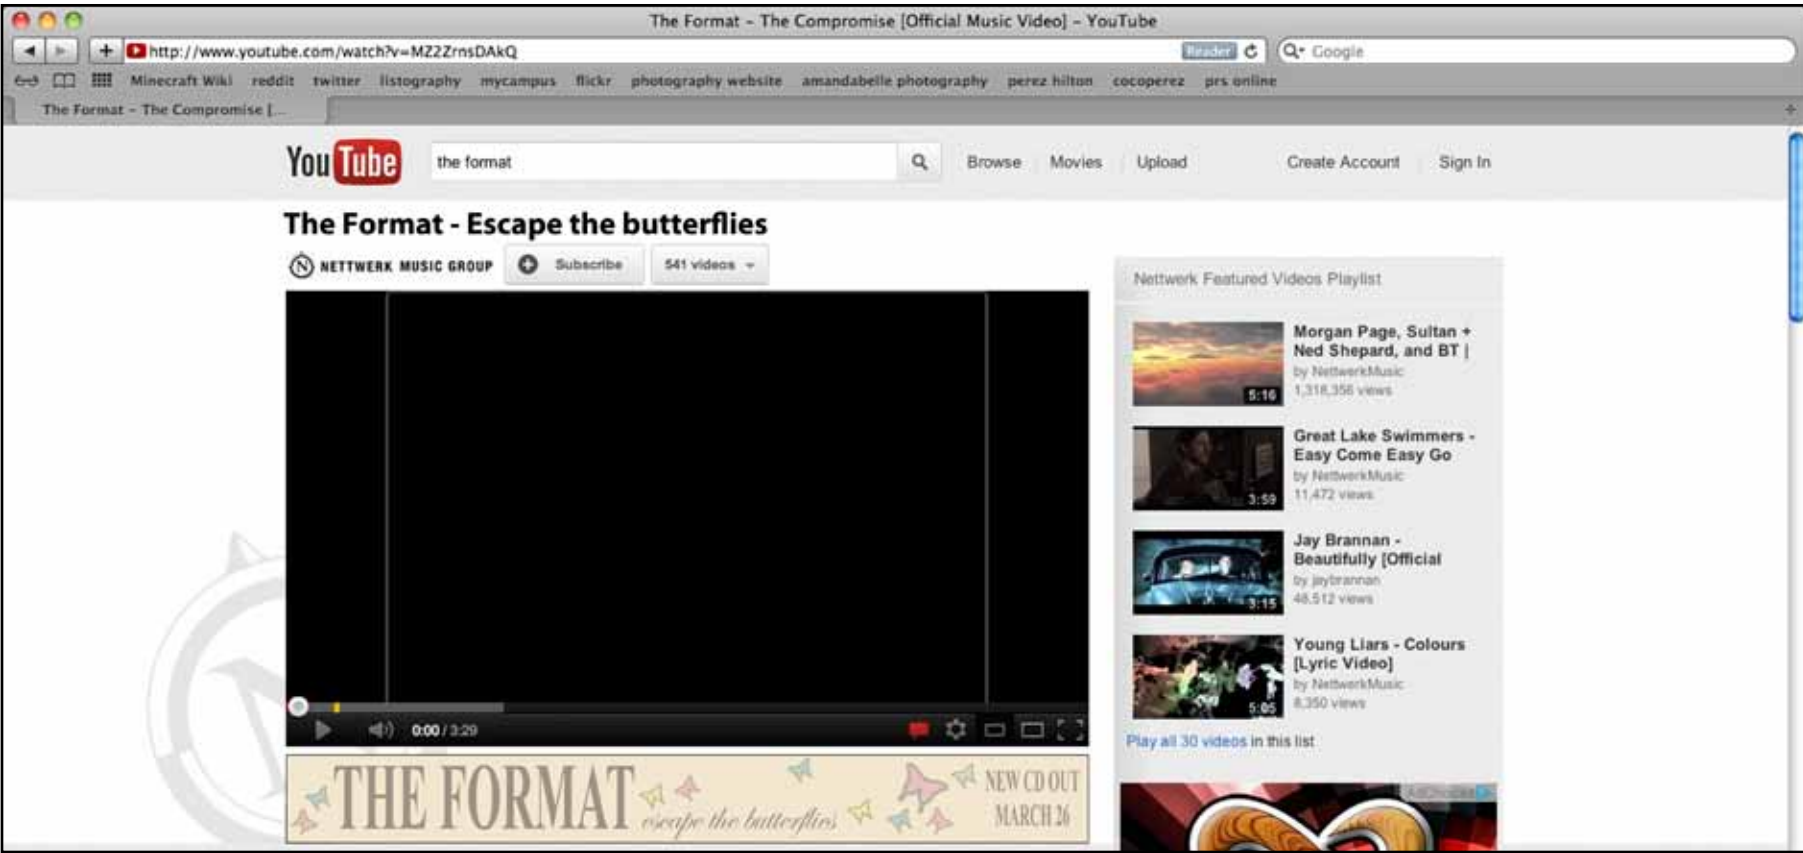 The Format – The Compromise [Official Music Video] – YouTube
http://www.youtube.com/watch?v=MZ2ZrnsDAkQ
Reader
Google
Minecraft Wiki reddit twitter listography mycampus flickr photography website amandabelle photography perez hilton cocoperez prs online
The Format – The Compromise [...
YouTube
the format
Browse Movies Upload Create Account Sign In
The Format - Escape the butterflies
N NETTWERK MUSIC GROUP
Subscribe
541 videos
Nettwerk Featured Videos Playlist
Morgan Page, Sultan +
Ned Shepard, and BT |
by NettwerkMusic
1,318,356 views
5:16
Great Lake Swimmers -
Easy Come Easy Go
by NettwerkMusic
11,472 views
3:59
Jay Brannan -
Beautifully [Official
by jaybrannan
48,512 views
3:15
Young Liars - Colours
[Lyric Video]
by NettwerkMusic
8,350 views
5:05
Play all 30 videos in this list
0:00 / 3:29
THE FORMAT
escape the butterflies
NEW CD OUT
MARCH 26
AdChoices